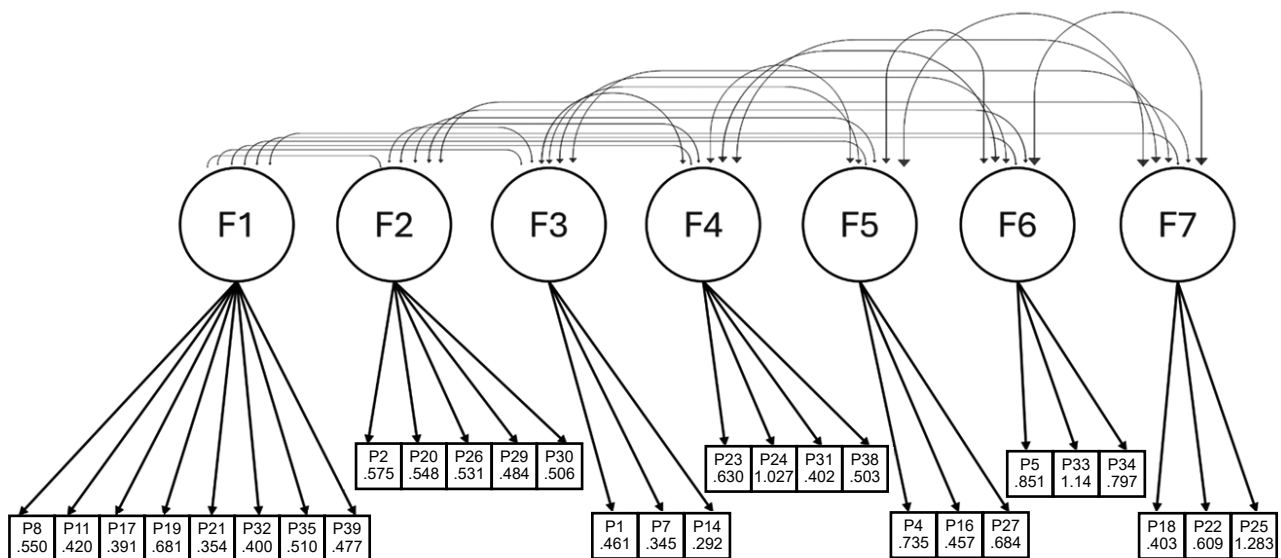 F1 F2 F3 F4 F5 F6 F7
P2 P20 P26 P29 P30
.575 .548 .531 .484 .506
P23 P24 P31 P38
.630 1.027 .402 .503
P5 P33 P34
.851 1.14 .797
P8 P11 P17 P19 P21 P32 P35 P39
.550 .420 .391 .681 .354 .400 .510 .477
P1 P7 P14
.461 .345 .292
P4 P16 P27
.735 .457 .684
P18 P22 P25
.403 .609 1.283